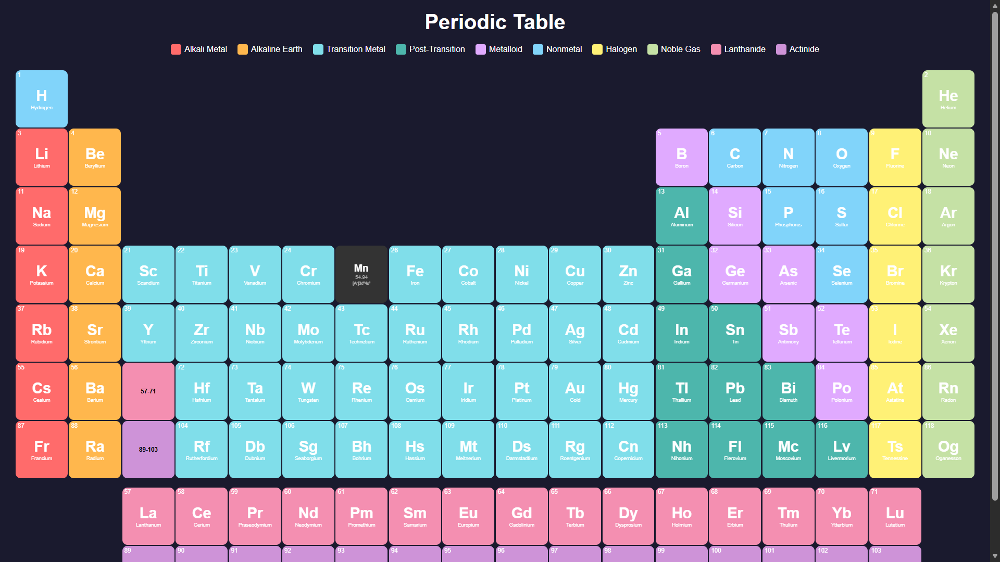 Periodic Table
Alkali Metal Alkaline Earth Transition Metal Post-Transition Metalloid Nonmetal Halogen Noble Gas Lanthanide Actinide
1 2
H He
Hydrogen Helium
3 4 5 6 7 8 9 10
Li Be B C N O F Ne
Lithium Beryllium Boron Carbon Nitrogen Oxygen Fluorine Neon
11 12 13 14 15 16 17 18
Na Mg Al Si P S Cl Ar
Sodium Magnesium Aluminum Silicon Phosphorus Sulfur Chlorine Argon
19 20 21 22 23 24 26 27 28 29 30 31 32 33 34 35 36
K Ca Sc Ti V Cr Mn Fe Co Ni Cu Zn Ga Ge As Se Br Kr
54.94
Potassium Calcium Scandium Titanium Vanadium Chromium [Ar]3d⁵4s² Iron Cobalt Nickel Copper Zinc Gallium Germanium Arsenic Selenium Bromine Krypton
37 38 39 40 41 42 43 44 45 46 47 48 49 50 51 52 53 54
Rb Sr Y Zr Nb Mo Tc Ru Rh Pd Ag Cd In Sn Sb Te I Xe
Rubidium Strontium Yttrium Zirconium Niobium Molybdenum Technetium Ruthenium Rhodium Palladium Silver Cadmium Indium Tin Antimony Tellurium Iodine Xenon
55 56 72 73 74 75 76 77 78 79 80 81 82 83 84 85 86
Cs Ba 57-71 Hf Ta W Re Os Ir Pt Au Hg Tl Pb Bi Po At Rn
Cesium Barium Hafnium Tantalum Tungsten Rhenium Osmium Iridium Platinum Gold Mercury Thallium Lead Bismuth Polonium Astatine Radon
87 88 104 105 106 107 108 109 110 111 112 113 114 115 116 117 118
Fr Ra 89-103 Rf Db Sg Bh Hs Mt Ds Rg Cn Nh Fl Mc Lv Ts Og
Francium Radium Rutherfordium Dubnium Seaborgium Bohrium Hassium Meitnerium Darmstadtium Roentgenium Copernicium Nihonium Flerovium Moscovium Livermorium Tennessine Oganesson
57 58 59 60 61 62 63 64 65 66 67 68 69 70 71
La Ce Pr Nd Pm Sm Eu Gd Tb Dy Ho Er Tm Yb Lu
Lanthanum Cerium Praseodymium Neodymium Promethium Samarium Europium Gadolinium Terbium Dysprosium Holmium Erbium Thulium Ytterbium Lutetium
89 90 91 92 93 94 95 96 97 98 99 100 101 102 103